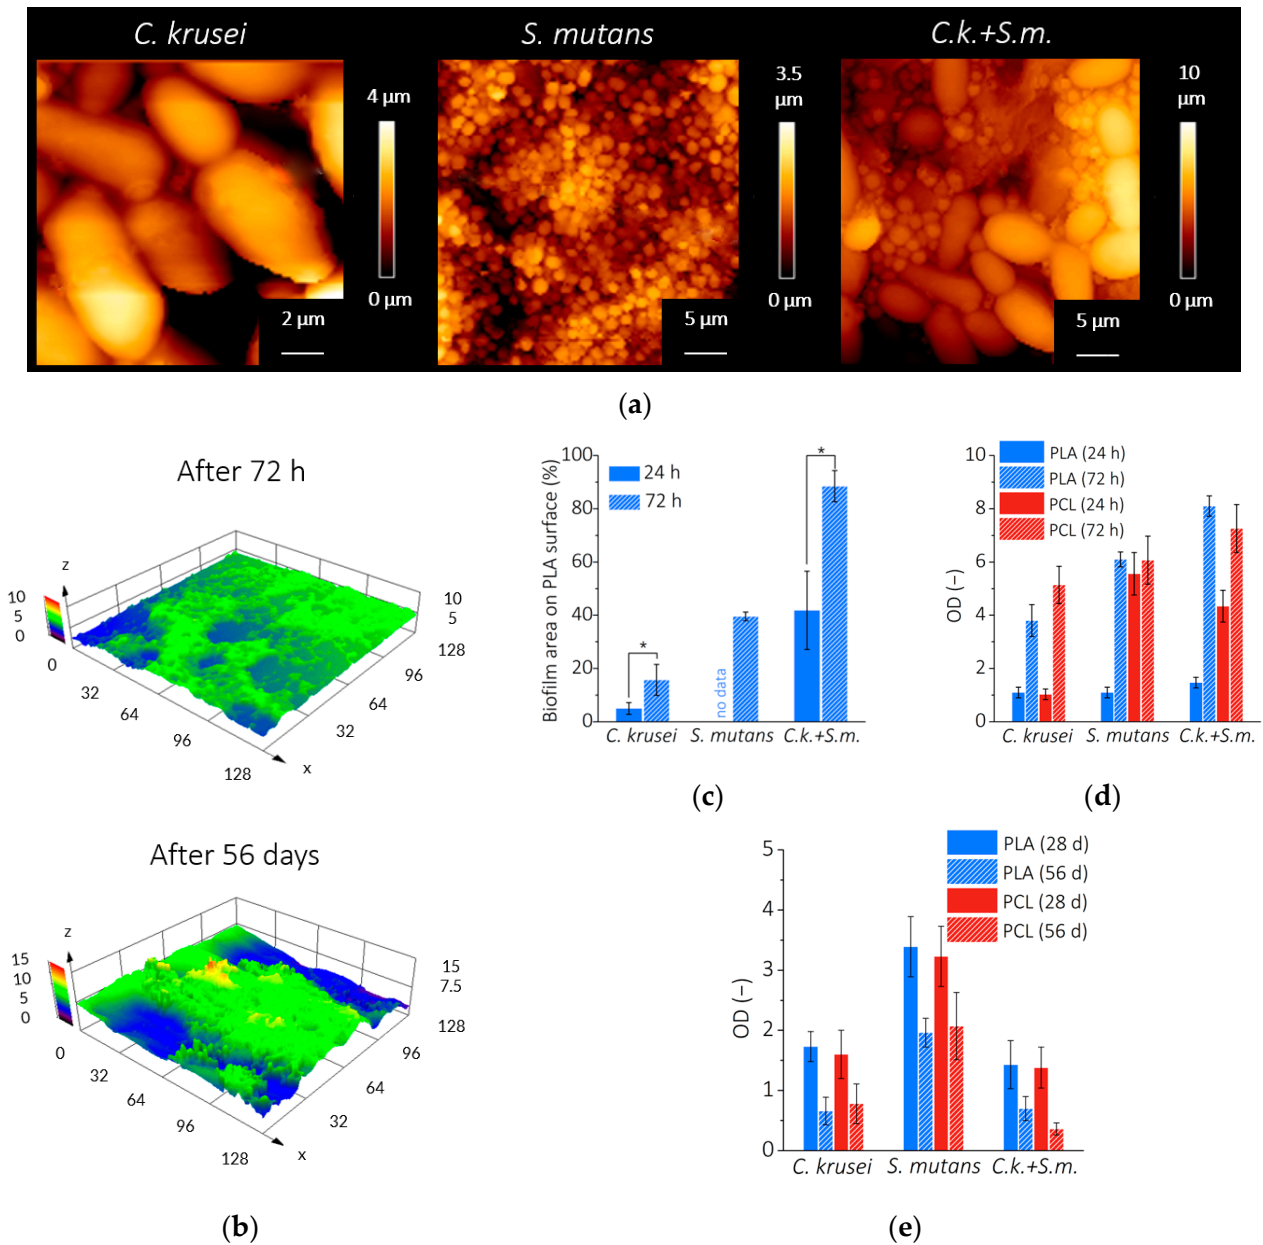 C. krusei
S. mutans
C.k.+S.m.
4 µm
0 µm
2 µm
3.5
µm
0 µm
5 µm
10
µm
0 µm
5 µm
(a)
After 72 h
z
10
5
0
10
5
128
96
64
32
0
32
64
96
128
x
After 56 days
z
15
10
5
0
15
7.5
128
96
64
32
0
32
64
96
128
x
(b)
Biofilm area on PLA surface (%)
100
80
60
40
20
0
24 h
72 h
*
*
no data
C. krusei
S. mutans
C.k.+S.m.
(c)
OD (−)
10
8
6
4
2
0
PLA (24 h)
PLA (72 h)
PCL (24 h)
PCL (72 h)
C. krusei
S. mutans
C.k.+S.m.
(d)
OD (−)
5
4
3
2
1
0
PLA (28 d)
PLA (56 d)
PCL (28 d)
PCL (56 d)
C. krusei
S. mutans
C.k.+S.m.
(e)